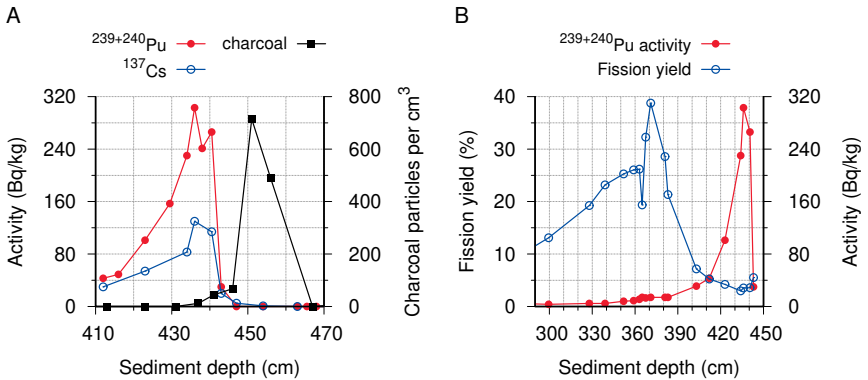 A
239+240Pu
137Cs
charcoal
Activity (Bq/kg)
320
240
160
80
0
800
600
400
200
0
Charcoal particles per cm3
410 430 450 470
Sediment depth (cm)
B
239+240Pu activity
Fission yield
Fission yield (%)
40
30
20
10
0
320
240
160
80
0
Activity (Bq/kg)
300 330 360 390 420 450
Sediment depth (cm)